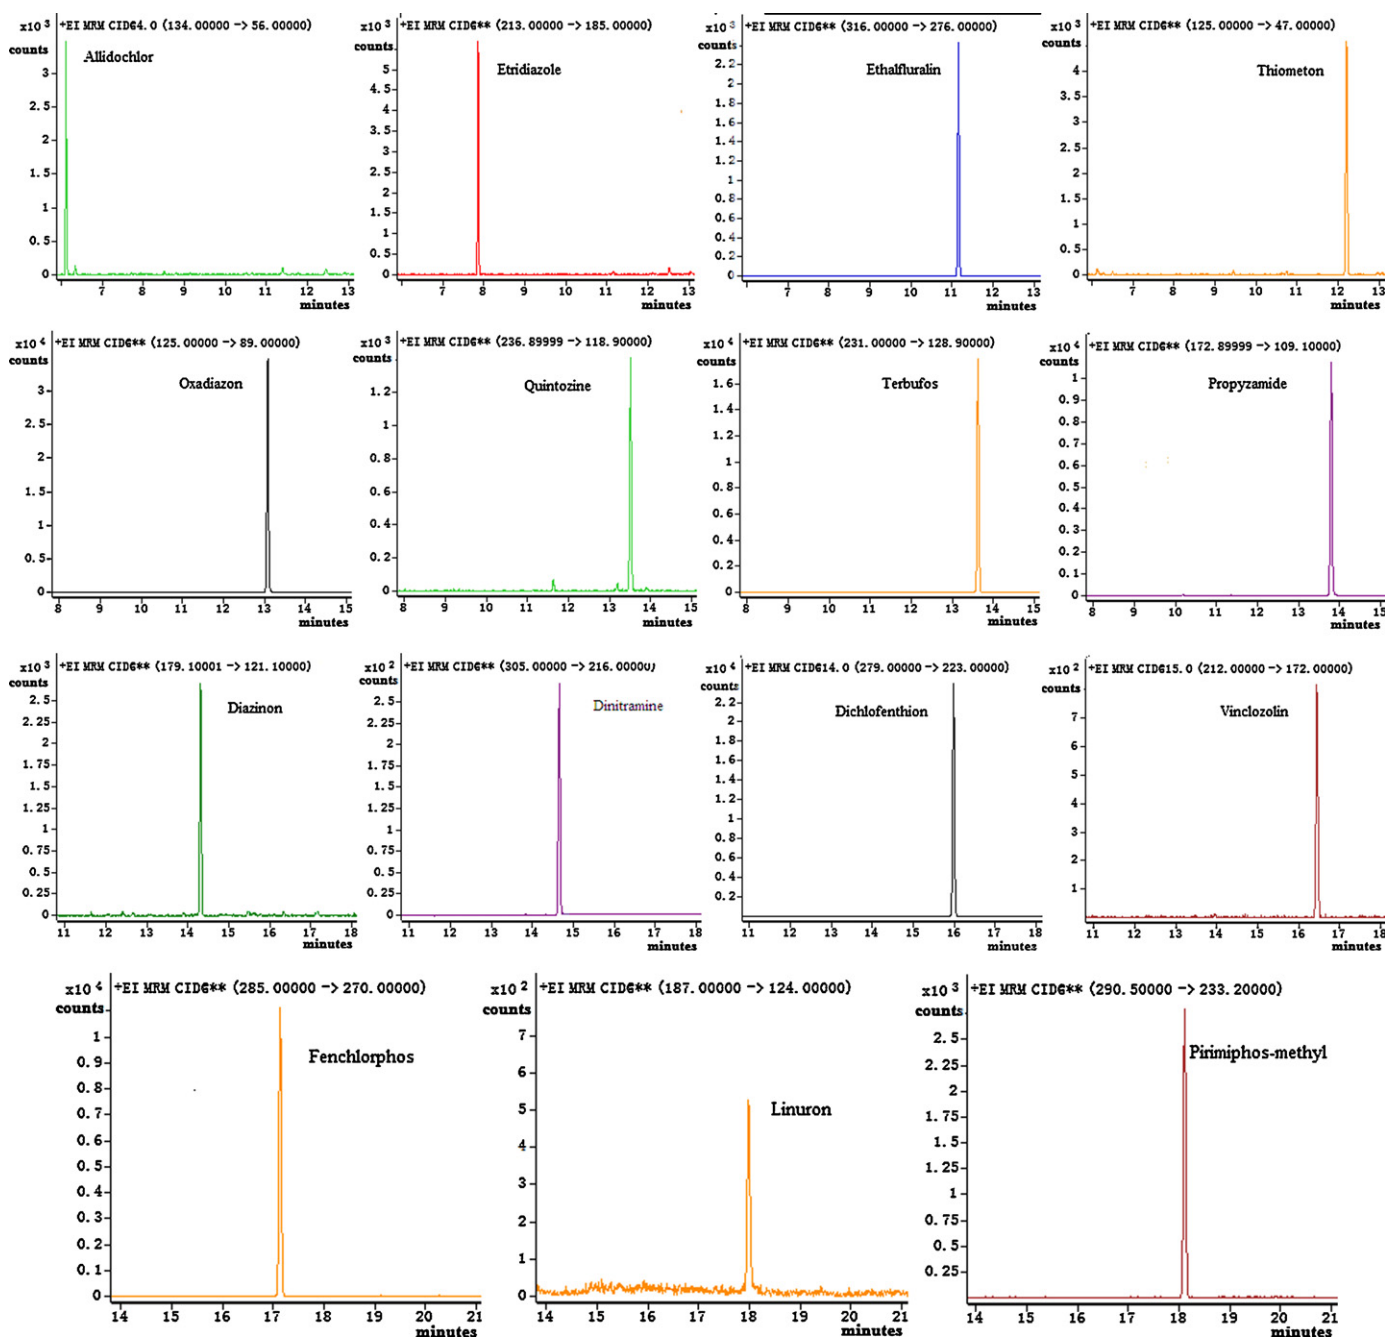 x10 3 +EI MRM CID64.0 (134.00000 -> 56.00000)
counts
Allidochlor
3
2.5
2
1.5
1
0.5
0
7 8 9 10 11 12 13
minutes
x10 3 +EI MRM CID6** (213.00000 -> 185.00000)
counts
Etridiazole
5
4.5
4
3.5
3
2.5
2
1.5
1
0.5
0
7 8 9 10 11 12 13
minutes
x10 3 +EI MRM CID6** (316.00000 -> 276.00000)
counts
Ethalfluralin
2.2
2
1.8
1.6
1.4
1.2
1
0.8
0.6
0.4
0.2
0
7 8 9 10 11 12 13
minutes
x10 3 +EI MRM CID6** (125.00000 -> 47.00000)
counts
Thiometon
4
3.5
3
2.5
2
1.5
1
0.5
0
7 8 9 10 11 12 13
minutes
x10 4 +EI MRM CID6** (125.00000 -> 89.00000)
counts
Oxadiazon
3
2.5
2
1.5
1
0.5
0
8 9 10 11 12 13 14 15
minutes
x10 3 +EI MRM CID6** (236.89999 -> 118.90000)
counts
Quintozine
1.2
1
0.8
0.6
0.4
0.2
0
8 9 10 11 12 13 14 15
minutes
x10 4 +EI MRM CID6** (231.00000 -> 128.90000)
counts
Terbufos
1.6
1.4
1.2
1
0.8
0.6
0.4
0.2
0
8 9 10 11 12 13 14 15
minutes
x10 4 +EI MRM CID6** (172.89999 -> 109.10000)
counts
Propyzamide
1
0.9
0.8
0.7
0.6
0.5
0.4
0.3
0.2
0.1
0
8 9 10 11 12 13 14 15
minutes
x10 3 +EI MRM CID6** (179.10001 -> 121.10000)
counts
Diazinon
2.5
2.25
2
1.75
1.5
1.25
1
0.75
0.5
0.25
0
11 12 13 14 15 16 17 18
minutes
x10 2 +EI MRM CID6** (305.00000 -> 216.00000)
counts
Dinitramine
2.5
2.25
2
1.75
1.5
1.25
1
0.75
0.5
0.25
0
11 12 13 14 15 16 17 18
minutes
x10 4 +EI MRM CID614.0 (279.00000 -> 223.00000)
counts
Dichlofenthion
2.2
2
1.8
1.6
1.4
1.2
1
0.8
0.6
0.4
0.2
11 12 13 14 15 16 17 18
minutes
x10 2 +EI MRM CID615.0 (212.00000 -> 172.00000)
counts
Vinclozolin
7
6
5
4
3
2
1
11 12 13 14 15 16 17 18
minutes
x10 4 +EI MRM CID6** (285.00000 -> 270.00000)
counts
Fenchlorphos
1
0.9
0.8
0.7
0.6
0.5
0.4
0.3
0.2
0.1
0
14 15 16 17 18 19 20 21
minutes
x10 2 +EI MRM CID6** (187.00000 -> 124.00000)
counts
Linuron
7
6
5
4
3
2
1
0
14 15 16 17 18 19 20 21
minutes
x10 3 +EI MRM CID6** (290.50000 -> 233.20000)
counts
Pirimiphos-methyl
2.5
2.25
2
1.75
1.5
1.25
1
0.75
0.5
0.25
14 15 16 17 18 19 20 21
minutes